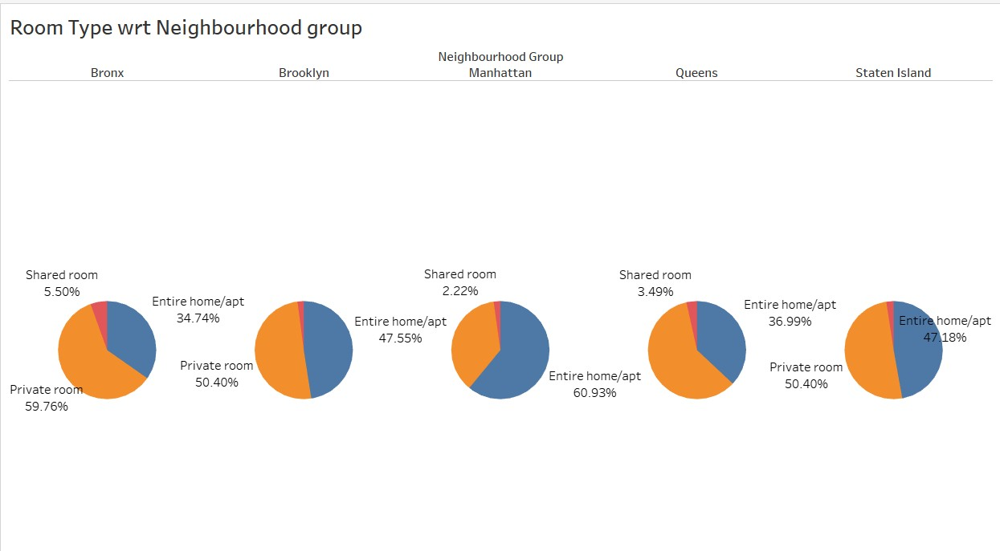 Room Type wrt Neighbourhood group
Neighbourhood Group
Bronx
Brooklyn
Manhattan
Queens
Staten Island
Shared room
5.50%
Entire home/apt
34.74%
Private room
59.76%
Private room
50.40%
Entire home/apt
47.55%
Shared room
2.22%
Entire home/apt
60.93%
Shared room
3.49%
Entire home/apt
36.99%
Private room
50.40%
Entire home/apt
47.18%